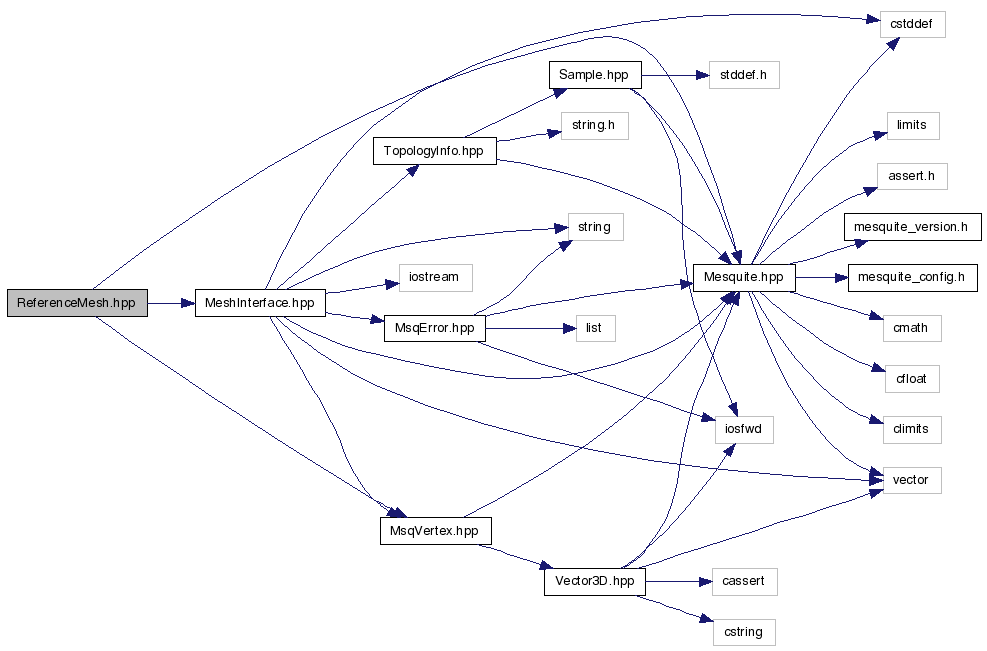 cstddef
Sample.hpp
stddef.h
string.h
limits
TopologyInfo.hpp
assert.h
string
mesquite_version.h
iostream
Mesquite.hpp
mesquite_config.h
ReferenceMesh.hpp
MeshInterface.hpp
MsqError.hpp
list
cmath
cfloat
iosfwd
climits
vector
MsqVertex.hpp
Vector3D.hpp
cassert
cstring